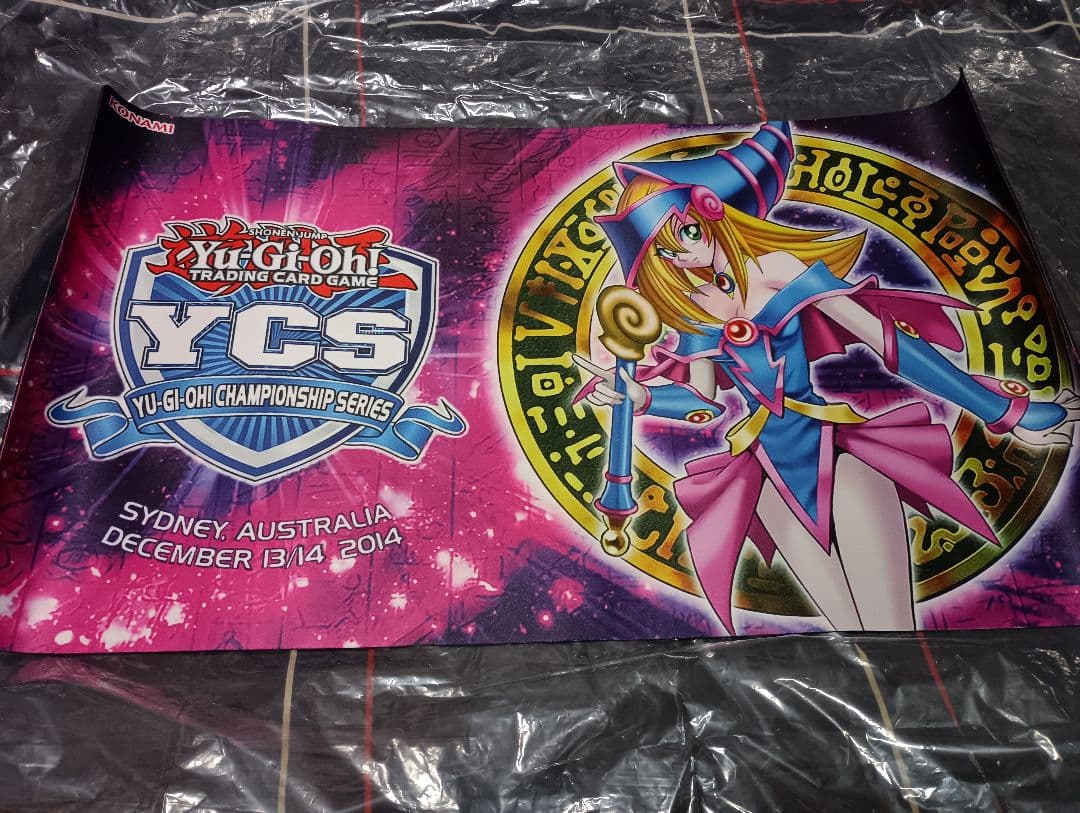 KONAMI
SHONEN JUMP
Yu-Gi-Oh!
TRADING CARD GAME
YCS
YU-GI-OH! CHAMPIONSHIP SERIES
SYDNEY, AUSTRALIA
DECEMBER 13/14, 2014